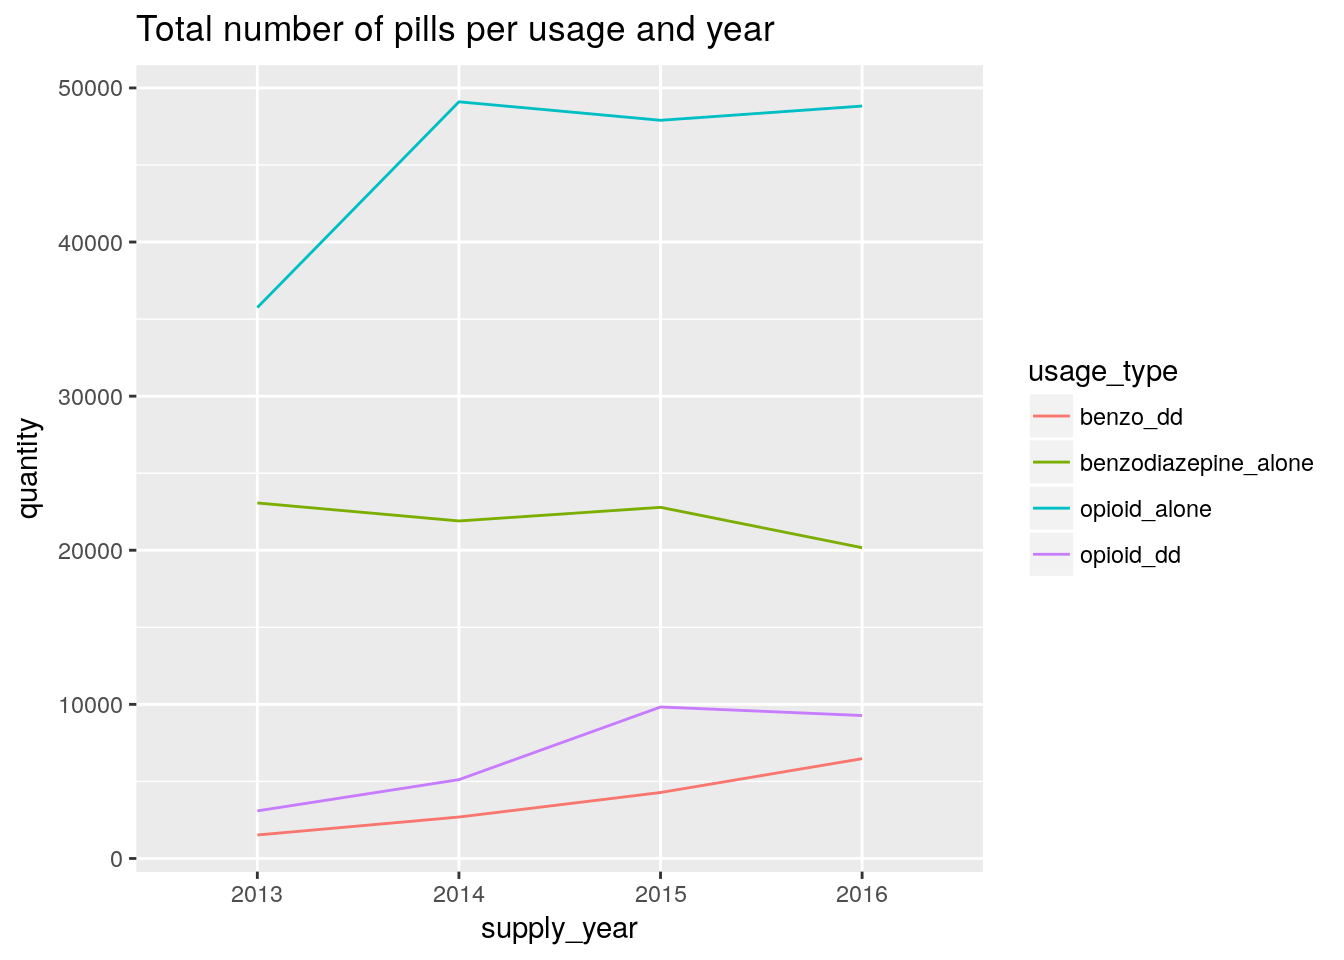 Total number of pills per usage and year
50000
40000
30000
20000
10000
0
quantity
2013 2014 2015 2016
supply_year
usage_type
benzo_dd
benzodiazepine_alone
opioid_alone
opioid_dd